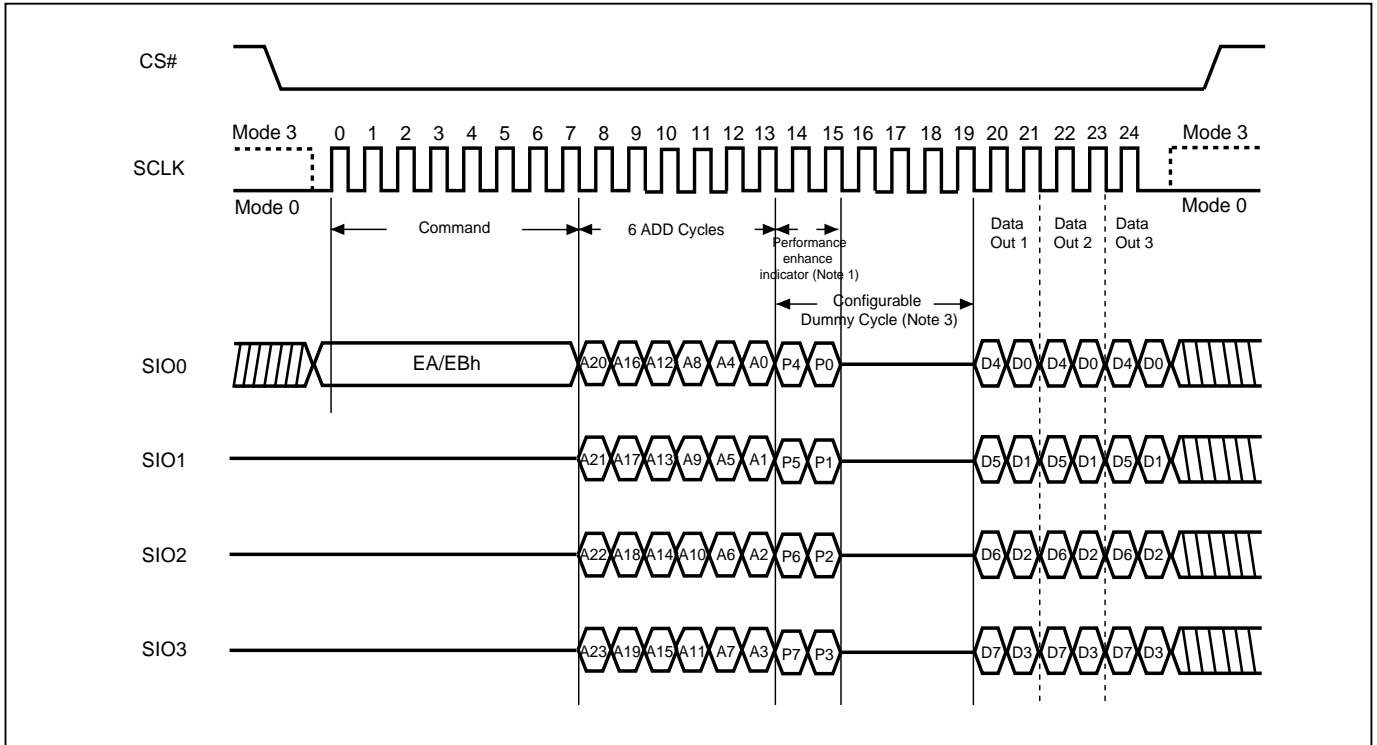 CS#
Mode 3 0 1 2 3 4 5 6 7 8 9 10 11 12 13 14 15 16 17 18 19 20 21 22 23 24 Mode 3
SCLK
Mode 0 Mode 0
Command 6 ADD Cycles Data Data Data
Out 1 Out 2 Out 3
Performance
enhance
indicator (Note 1)
Configurable
Dummy Cycle (Note 3)
SIO0 EA/EBh A20 A16 A12 A8 A4 A0 P4 P0 D4 D0 D4 D0 D4 D0
SIO1 A21 A17 A13 A9 A5 A1 P5 P1 D5 D1 D5 D1 D5 D1
SIO2 A22 A18 A14 A10 A6 A2 P6 P2 D6 D2 D6 D2 D6 D2
SIO3 A23 A19 A15 A11 A7 A3 P7 P3 D7 D3 D7 D3 D7 D3